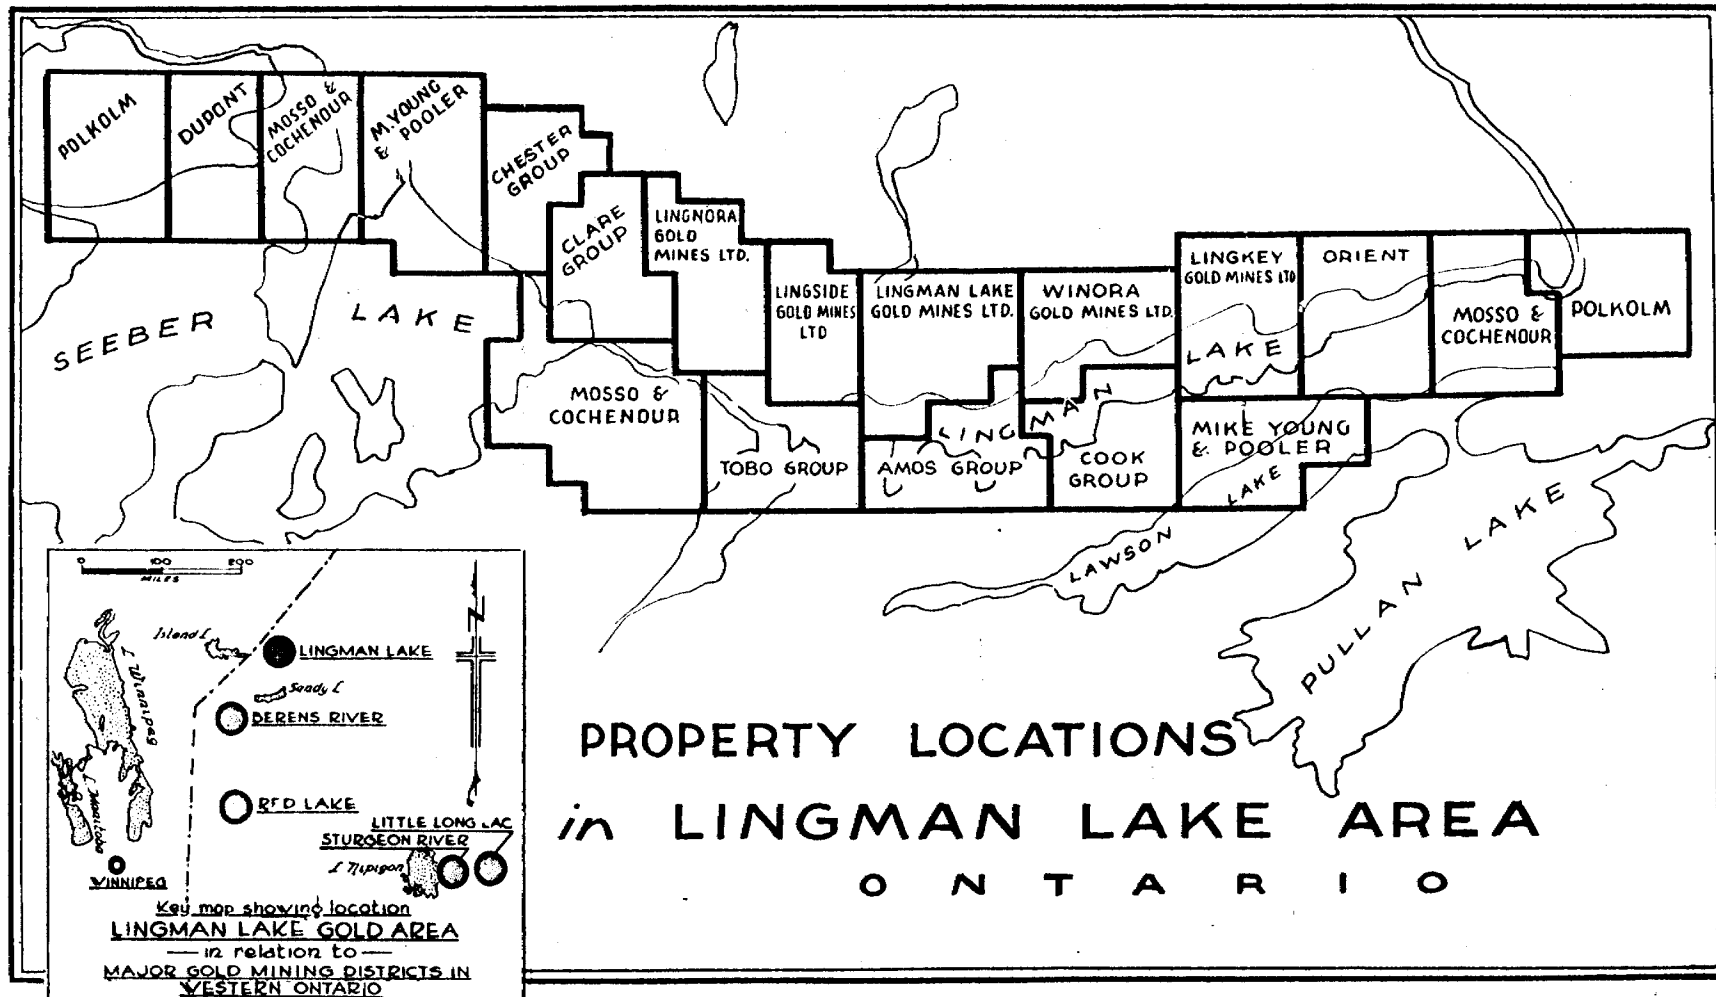 POLKOLM
DUPONT
MOSSO &
COCHENOUR
M. YOUNG
& POOLER
CHESTER
GROUP
CLARE
GROUP
LINGNORA
GOLD
MINES LTD.
LINGSIDE
GOLD MINES
LTD
LINGMAN LAKE
GOLD MINES LTD.
WINORA
GOLD MINES LTD.
LINGKEY
GOLD MINES LTD
ORIENT
MOSSO &
COCHENOUR
POLKOLM
SEEBER LAKE
MOSSO &
COCHENOUR
TOBO GROUP
AMOS GROUP
LINGMAN LAKE
COOK
GROUP
MIKE YOUNG
& POOLER
LAWSON LAKE
PULLAN LAKE
0 100 200
MILES
Island L
LINGMAN LAKE
L Winnipeg
Sandy L
BERENS RIVER
L Manitoba
RED LAKE
LITTLE LONG LAC
STURGEON RIVER
L Nipigon
WINNIPEG
N
Key map showing location
LINGMAN LAKE GOLD AREA
— in relation to —
MAJOR GOLD MINING DISTRICTS IN
WESTERN ONTARIO
PROPERTY LOCATIONS
in LINGMAN LAKE AREA
ONTARIO